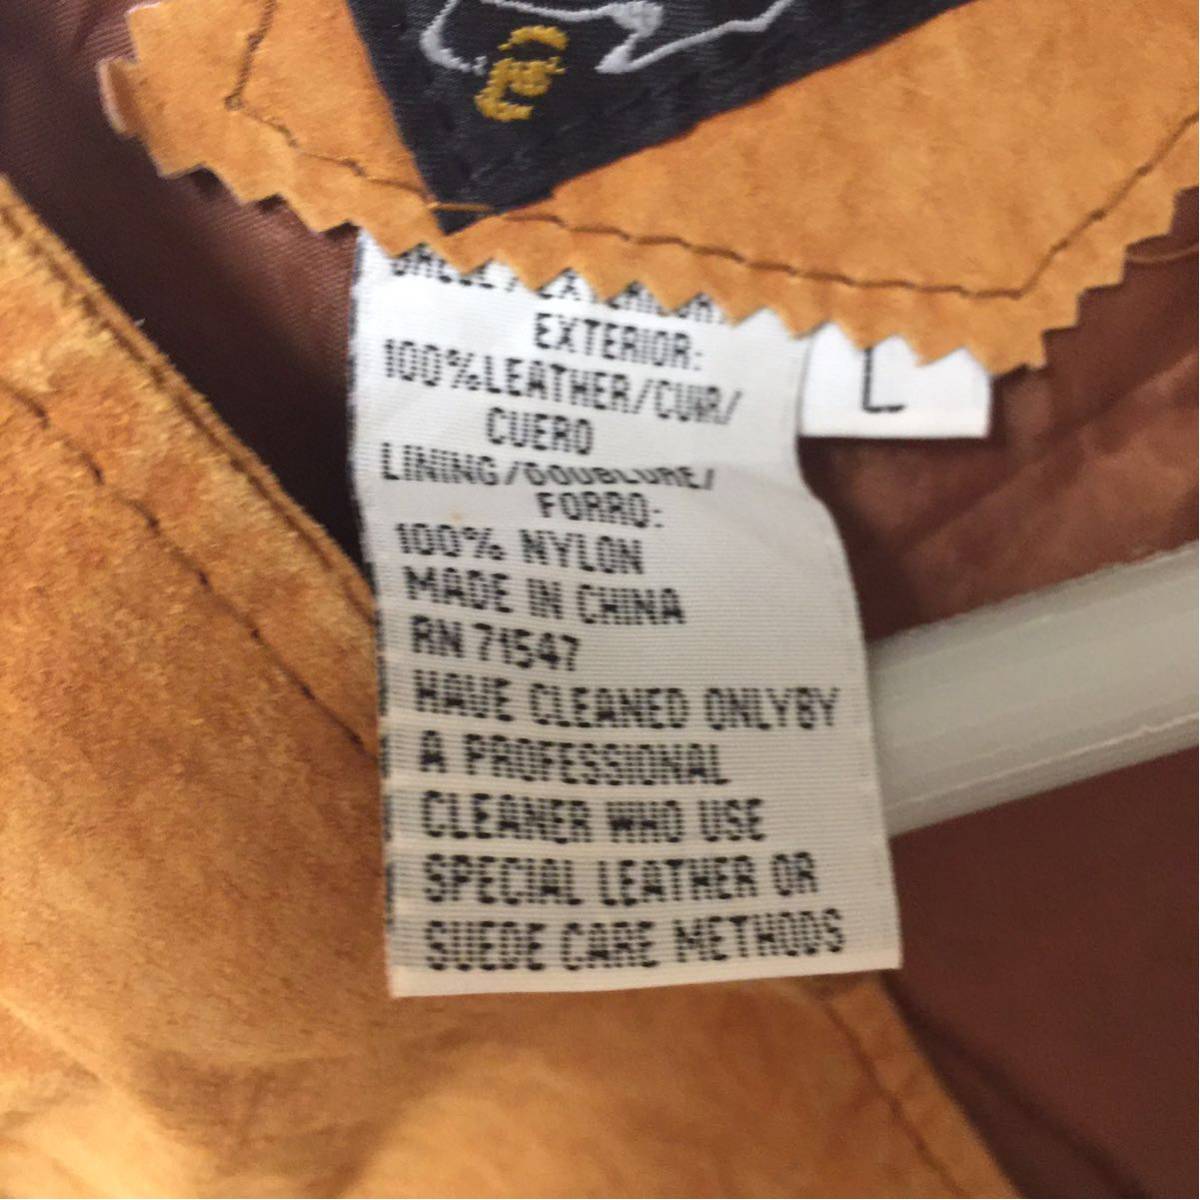 EXTERIOR:
100%LEATHER/CUIR/
CUERO
LINING/DOUBLURE/
FORRO:
100% NYLON
MADE IN CHINA
RN 71547
HAVE CLEANED ONLYBY
A PROFESSIONAL
CLEANER WHO USE
SPECIAL LEATHER OR
SUEDE CARE METHODS
L